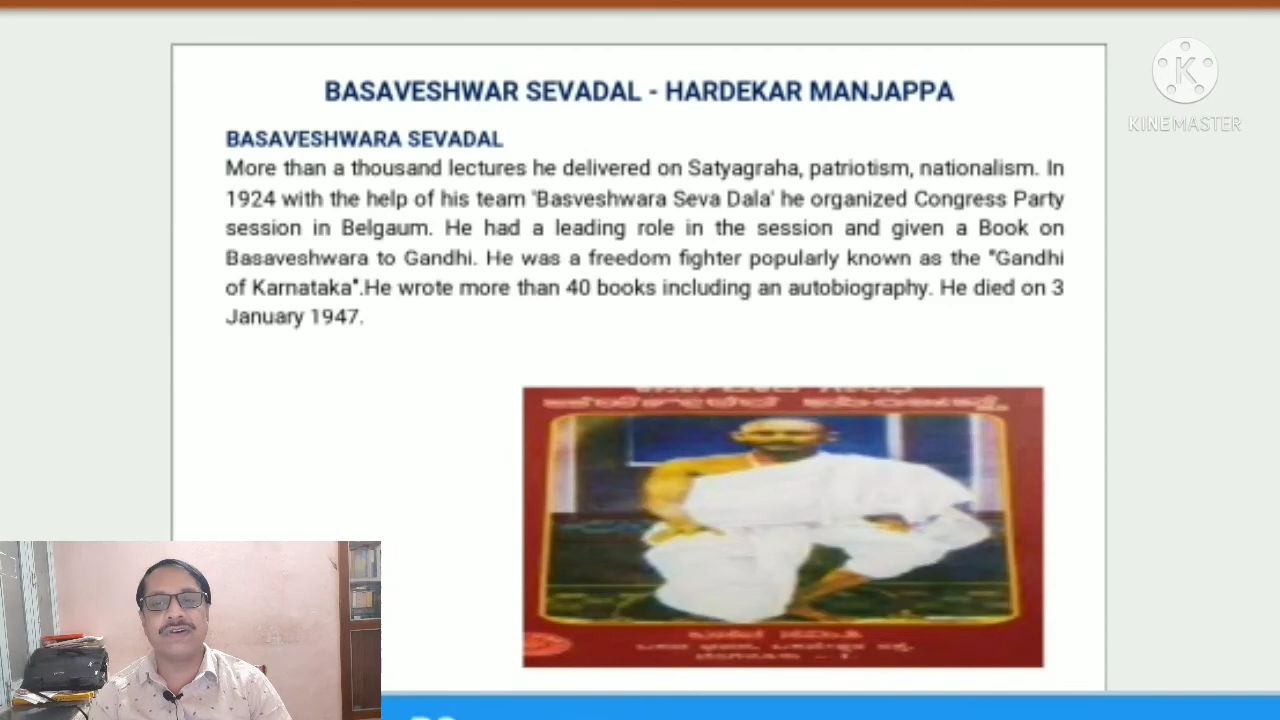 BASAVESHWAR SEVADAL - HARDEKAR MANJAPPA
KINEMASTER
BASAVESHWARA SEVADAL
More than a thousand lectures he delivered on Satyagraha, patriotism, nationalism. In
1924 with the help of his team 'Basveshwara Seva Dala' he organized Congress Party
session in Belgaum. He had a leading role in the session and given a Book on
Basaveshwara to Gandhi. He was a freedom fighter popularly known as the "Gandhi
of Karnataka".He wrote more than 40 books including an autobiography. He died on 3
January 1947.